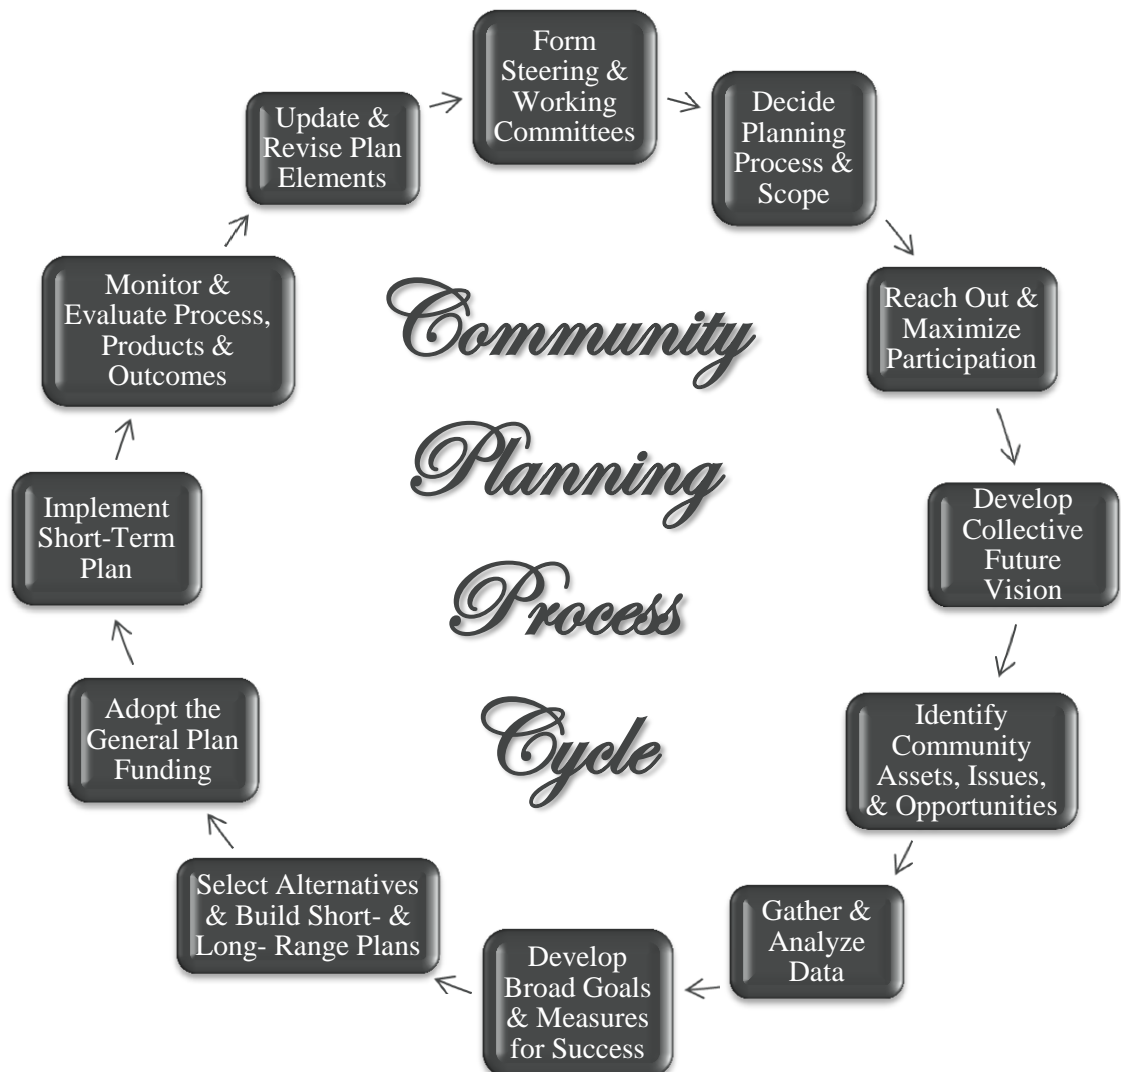 Form
Steering &
Working
Committees
Decide
Planning
Process &
Scope
Reach Out &
Maximize
Participation
Develop
Collective
Future
Vision
Identify
Community
Assets, Issues,
& Opportunities
Gather &
Analyze
Data
Develop
Broad Goals
& Measures
for Success
Select Alternatives
& Build Short- &
Long- Range Plans
Adopt the
General Plan
Funding
Implement
Short-Term
Plan
Monitor &
Evaluate Process,
Products &
Outcomes
Update &
Revise Plan
Elements
Community
Planning
Process
Cycle